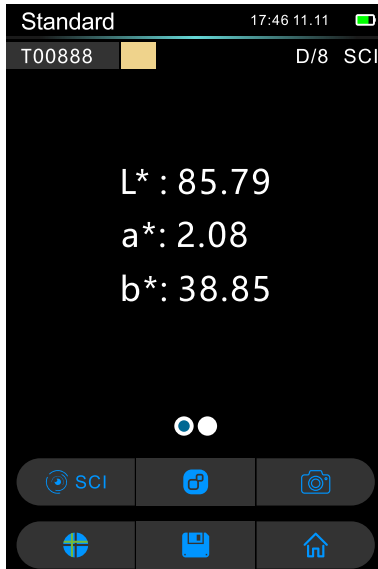 Standard 17:46 11.11
T00888 D/8 SCI
L* : 85.79
a*: 2.08
b*: 38.85
SCI